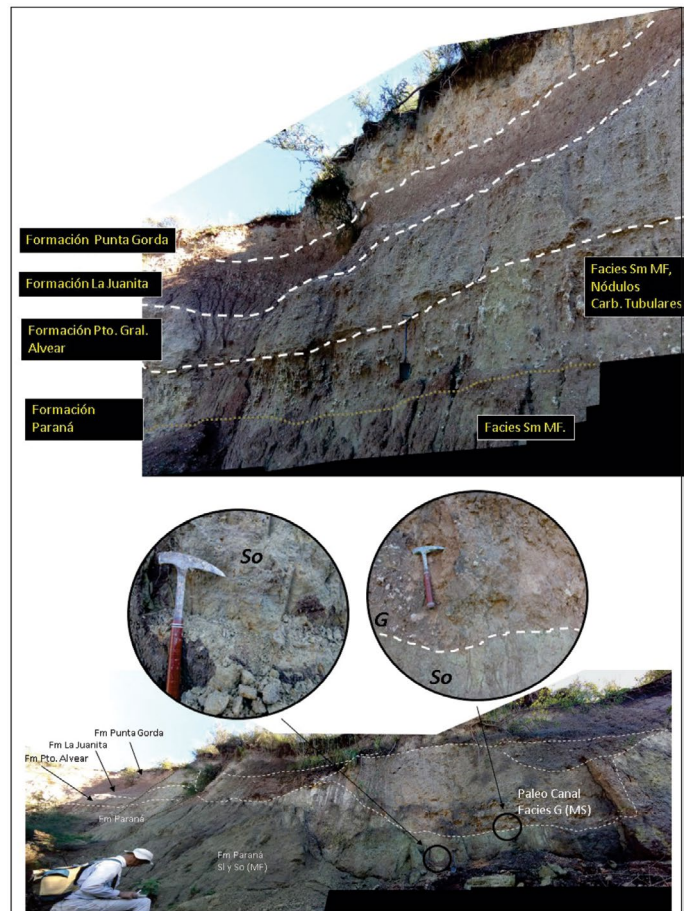 Formación Punta Gorda
Formación La Juanita
Formación Pto. Gral.
Alvear
Formación
Paraná
Facies Sm MF,
Nódulos
Carb. Tubulares
Facies Sm MF.
So
G
So
Fm Punta Gorda
Fm La Juanita
Fm Pto. Alvear
Fm Paraná
Fm Paraná
Sl y So (MF)
Paleo Canal
Facies G (MS)